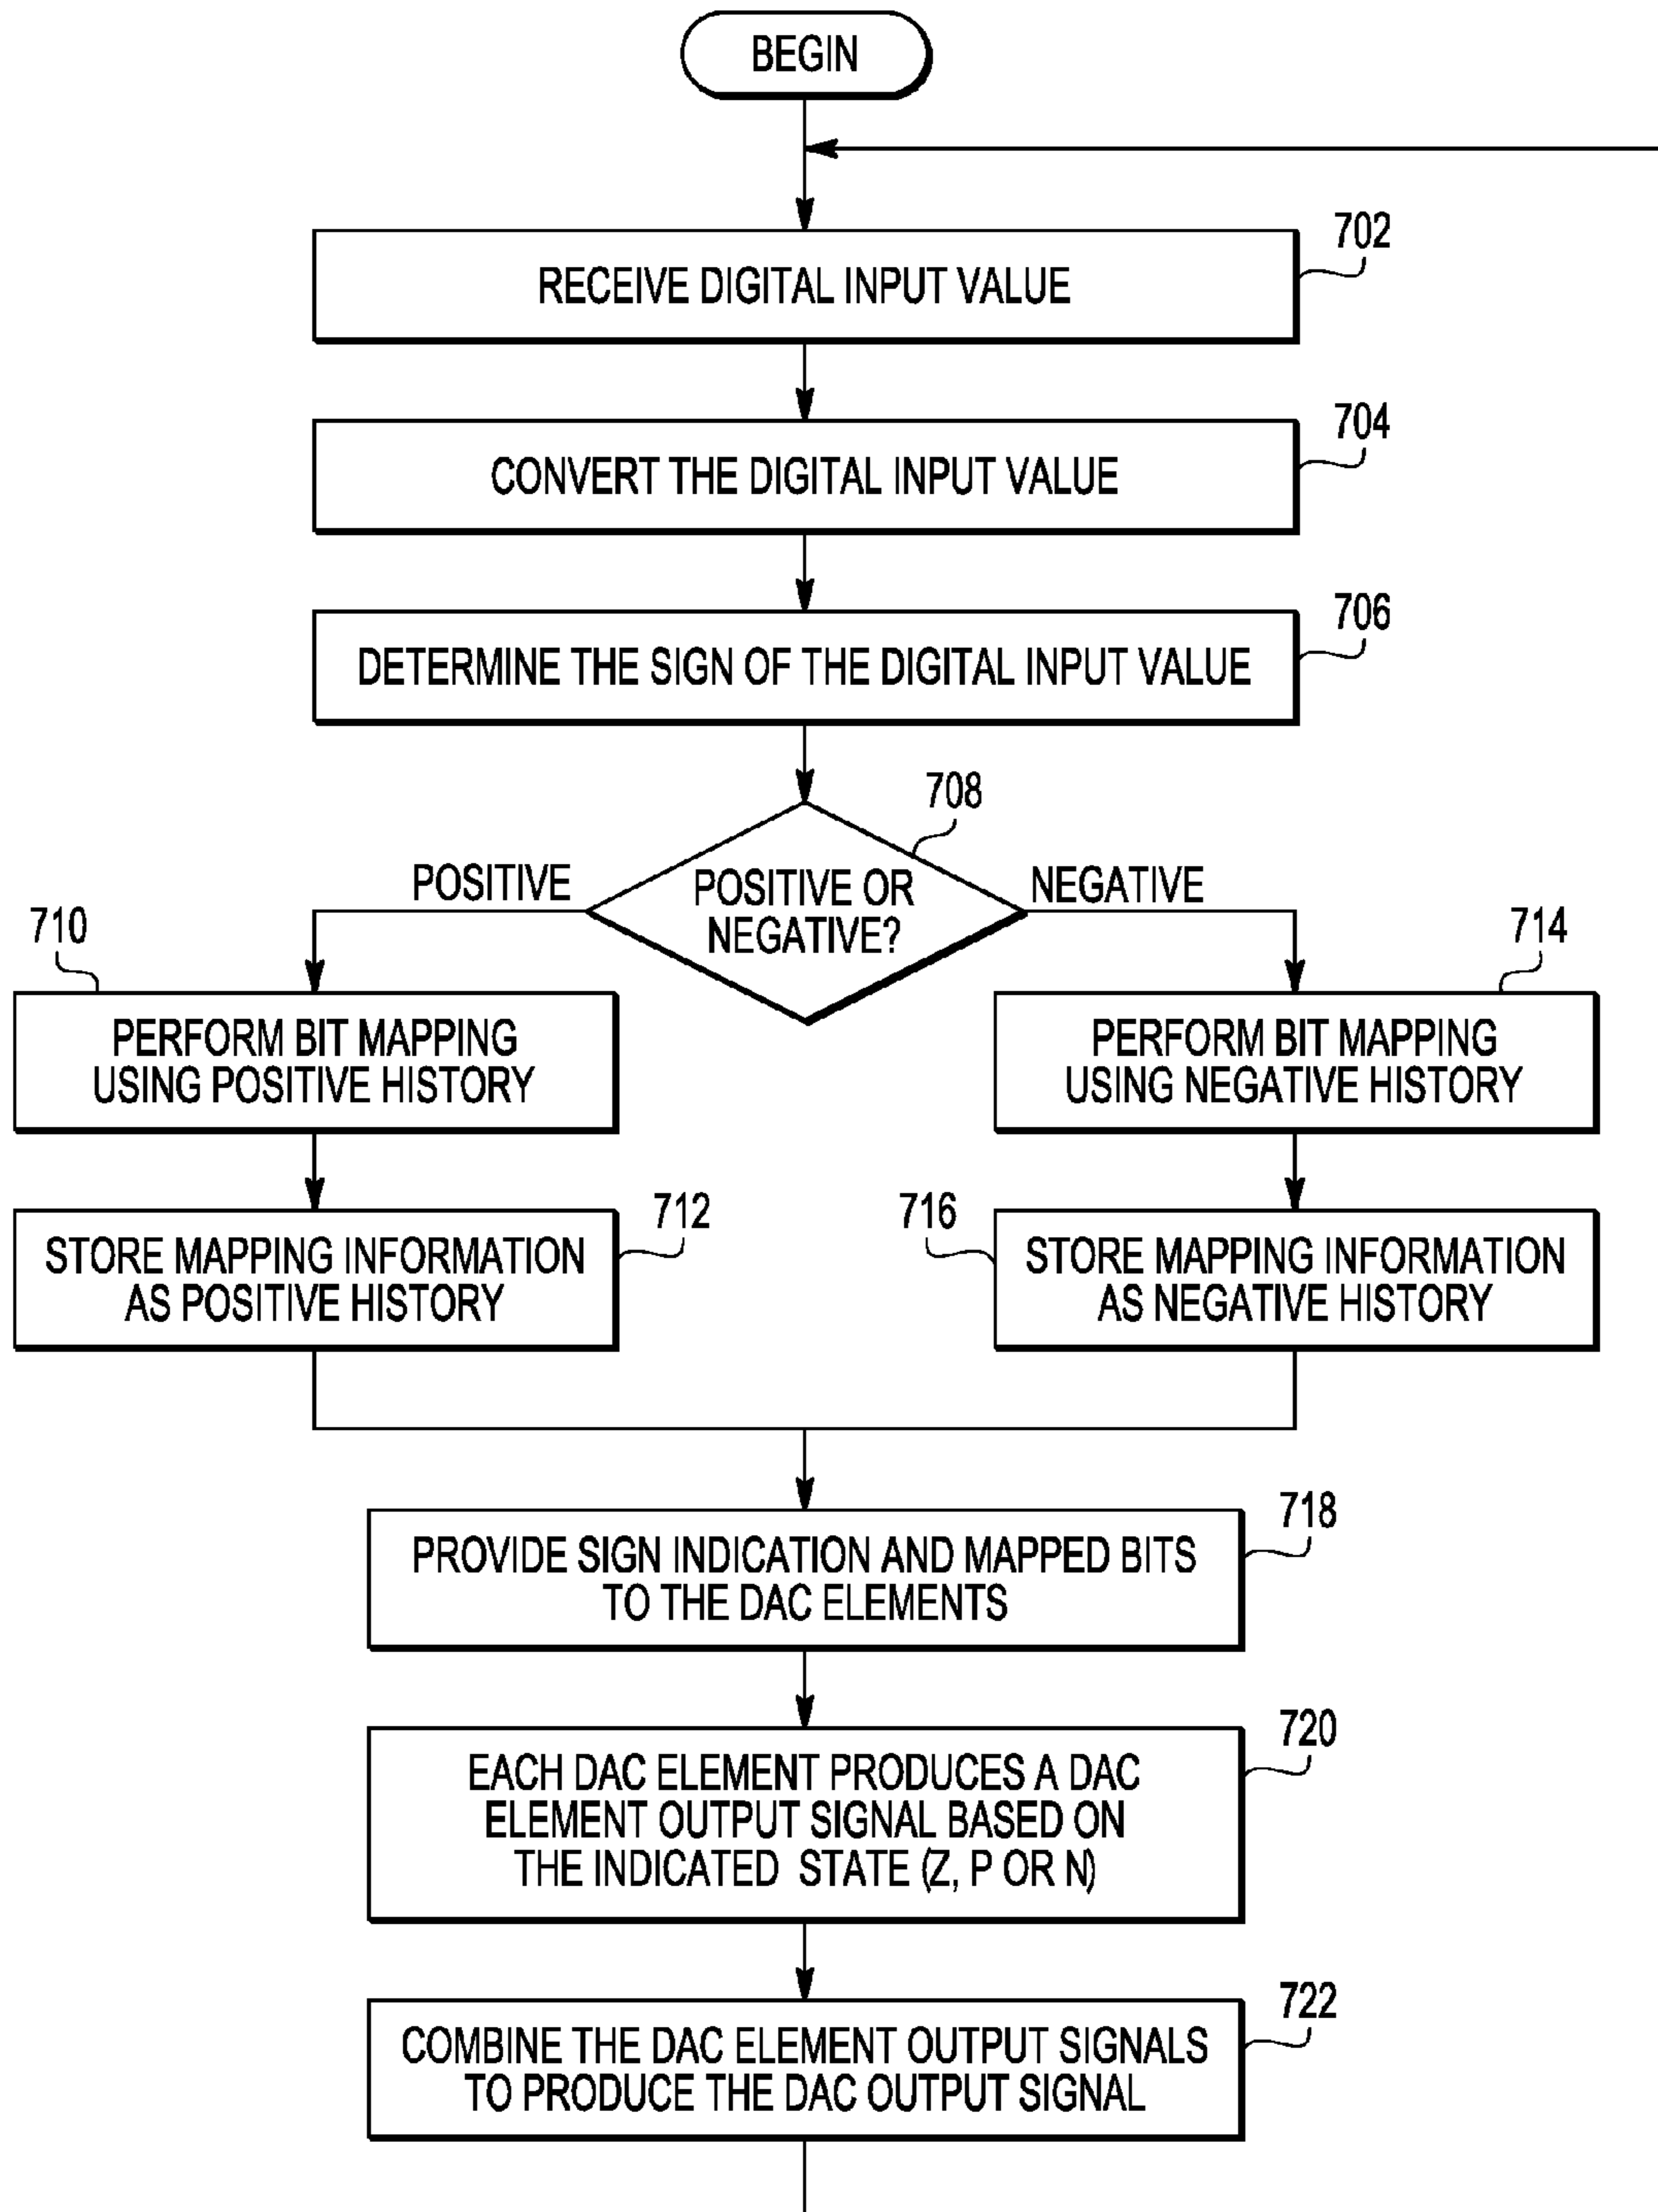 BEGIN
702
RECEIVE DIGITAL INPUT VALUE
704
CONVERT THE DIGITAL INPUT VALUE
706
DETERMINE THE SIGN OF THE DIGITAL INPUT VALUE
708
POSITIVE
POSITIVE OR
NEGATIVE?
NEGATIVE
710
PERFORM BIT MAPPING
USING POSITIVE HISTORY
714
PERFORM BIT MAPPING
USING NEGATIVE HISTORY
712
STORE MAPPING INFORMATION
AS POSITIVE HISTORY
716
STORE MAPPING INFORMATION
AS NEGATIVE HISTORY
718
PROVIDE SIGN INDICATION AND MAPPED BITS
TO THE DAC ELEMENTS
720
EACH DAC ELEMENT PRODUCES A DAC
ELEMENT OUTPUT SIGNAL BASED ON
THE INDICATED STATE (Z, P OR N)
722
COMBINE THE DAC ELEMENT OUTPUT SIGNALS
TO PRODUCE THE DAC OUTPUT SIGNAL